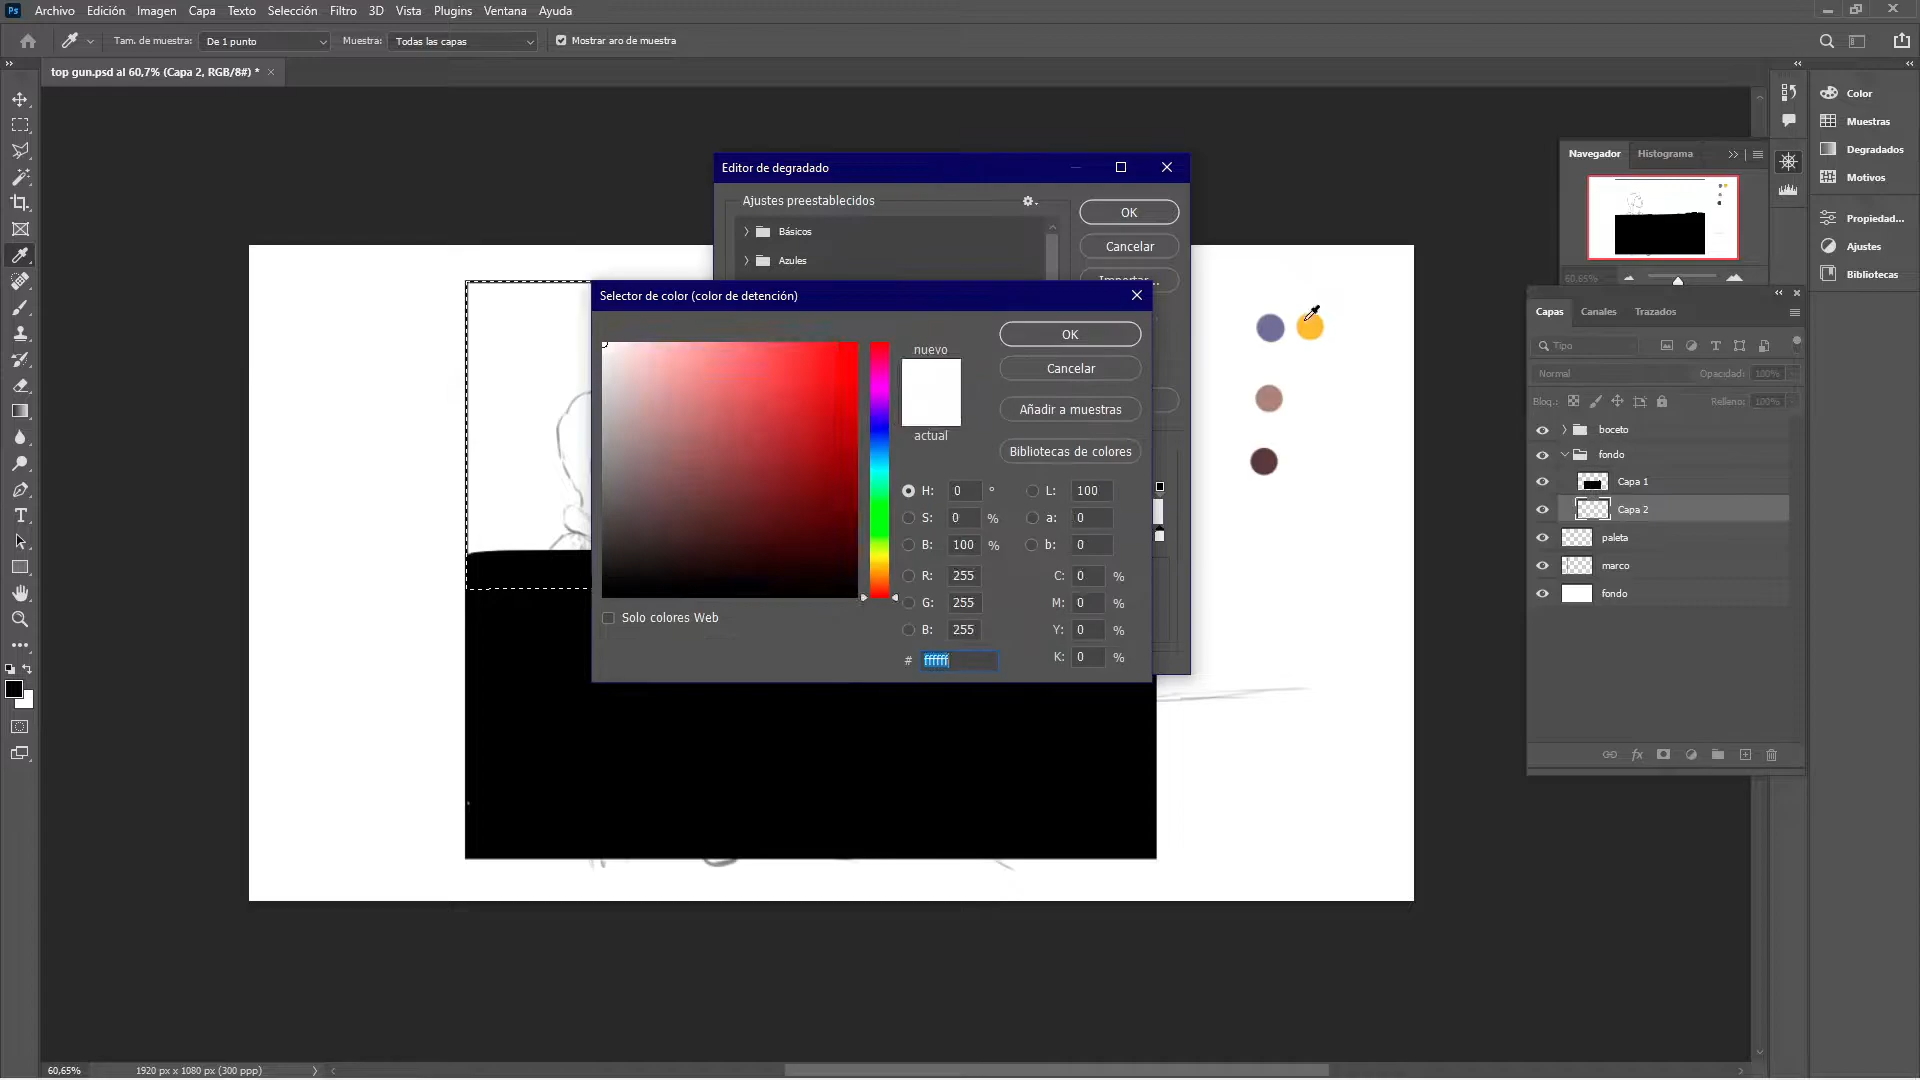 Ps Archivo Edición Imagen Capa Texto Selección Filtro 3D Vista Plugins Ventana Ayuda
Tam. de muestra: De 1 punto Muestra: Todas las capas Mostrar aro de muestra
top gun.psd al 60,7% (Capa 2, RGB/8#) *
Editor de degradado
Ajustes preestablecidos
Básicos
Azules
OK
Cancelar
Selector de color (color de detención)
nuevo
actual
OK
Cancelar
Añadir a muestras
Bibliotecas de colores
H: 0 ° L: 100
S: 0 % a: 0
B: 100 % b: 0
R: 255 C: 0 %
G: 255 M: 0 %
B: 255 Y: 0 %
# ffffff K: 0 %
Solo colores Web
Navegador Histograma
60,65%
Color
Muestras
Degradados
Motivos
Propiedad...
Ajustes
Bibliotecas
Capas Canales Trazados
Tipo
Normal Opacidad: 100%
Bloq.: Relleno: 100%
boceto
fondo
Capa 1
Capa 2
paleta
marco
fondo
60,65% 1920 px x 1080 px (300 ppp)